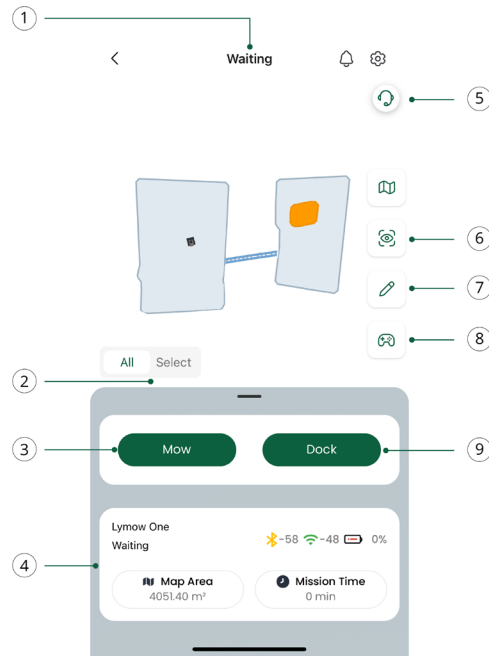 1
Waiting
5
6
7
8
All Select
2
3
Mow
Dock
9
Lymow One
Waiting
-58 -48 0%
4
Map Area
4051.40 m²
Mission Time
0 min